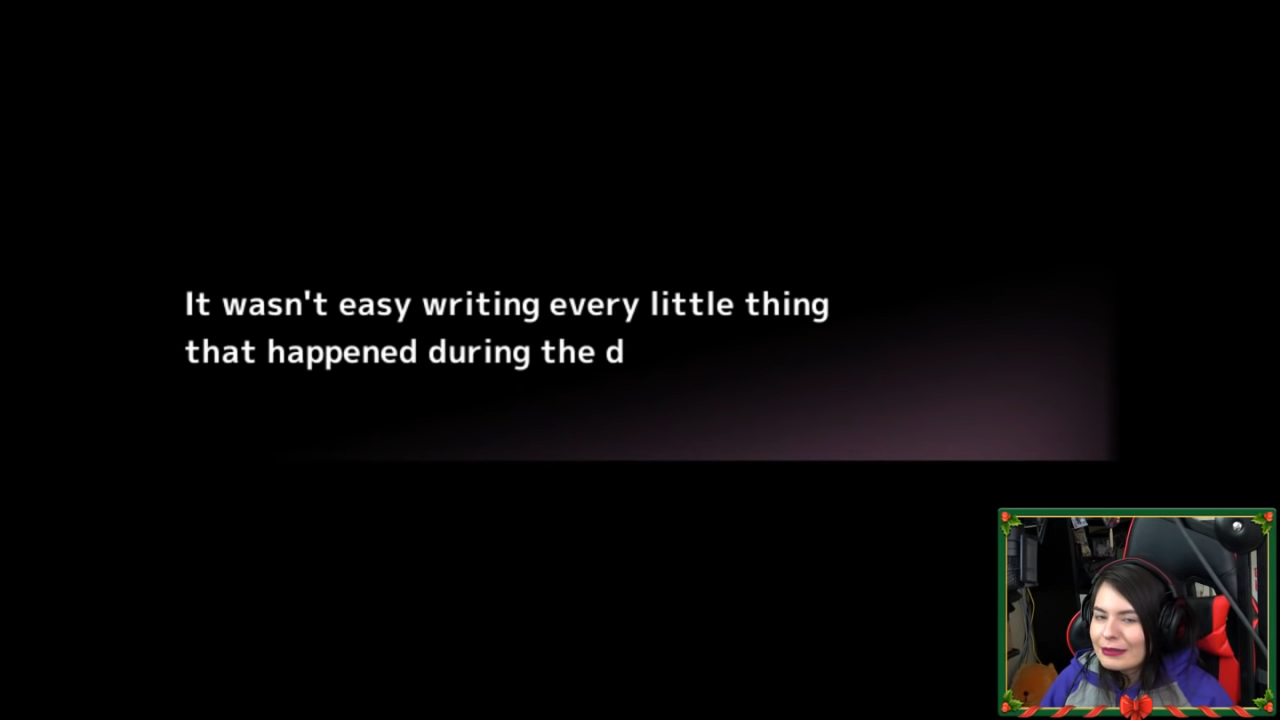 It wasn't easy writing every little thing
that happened during the d